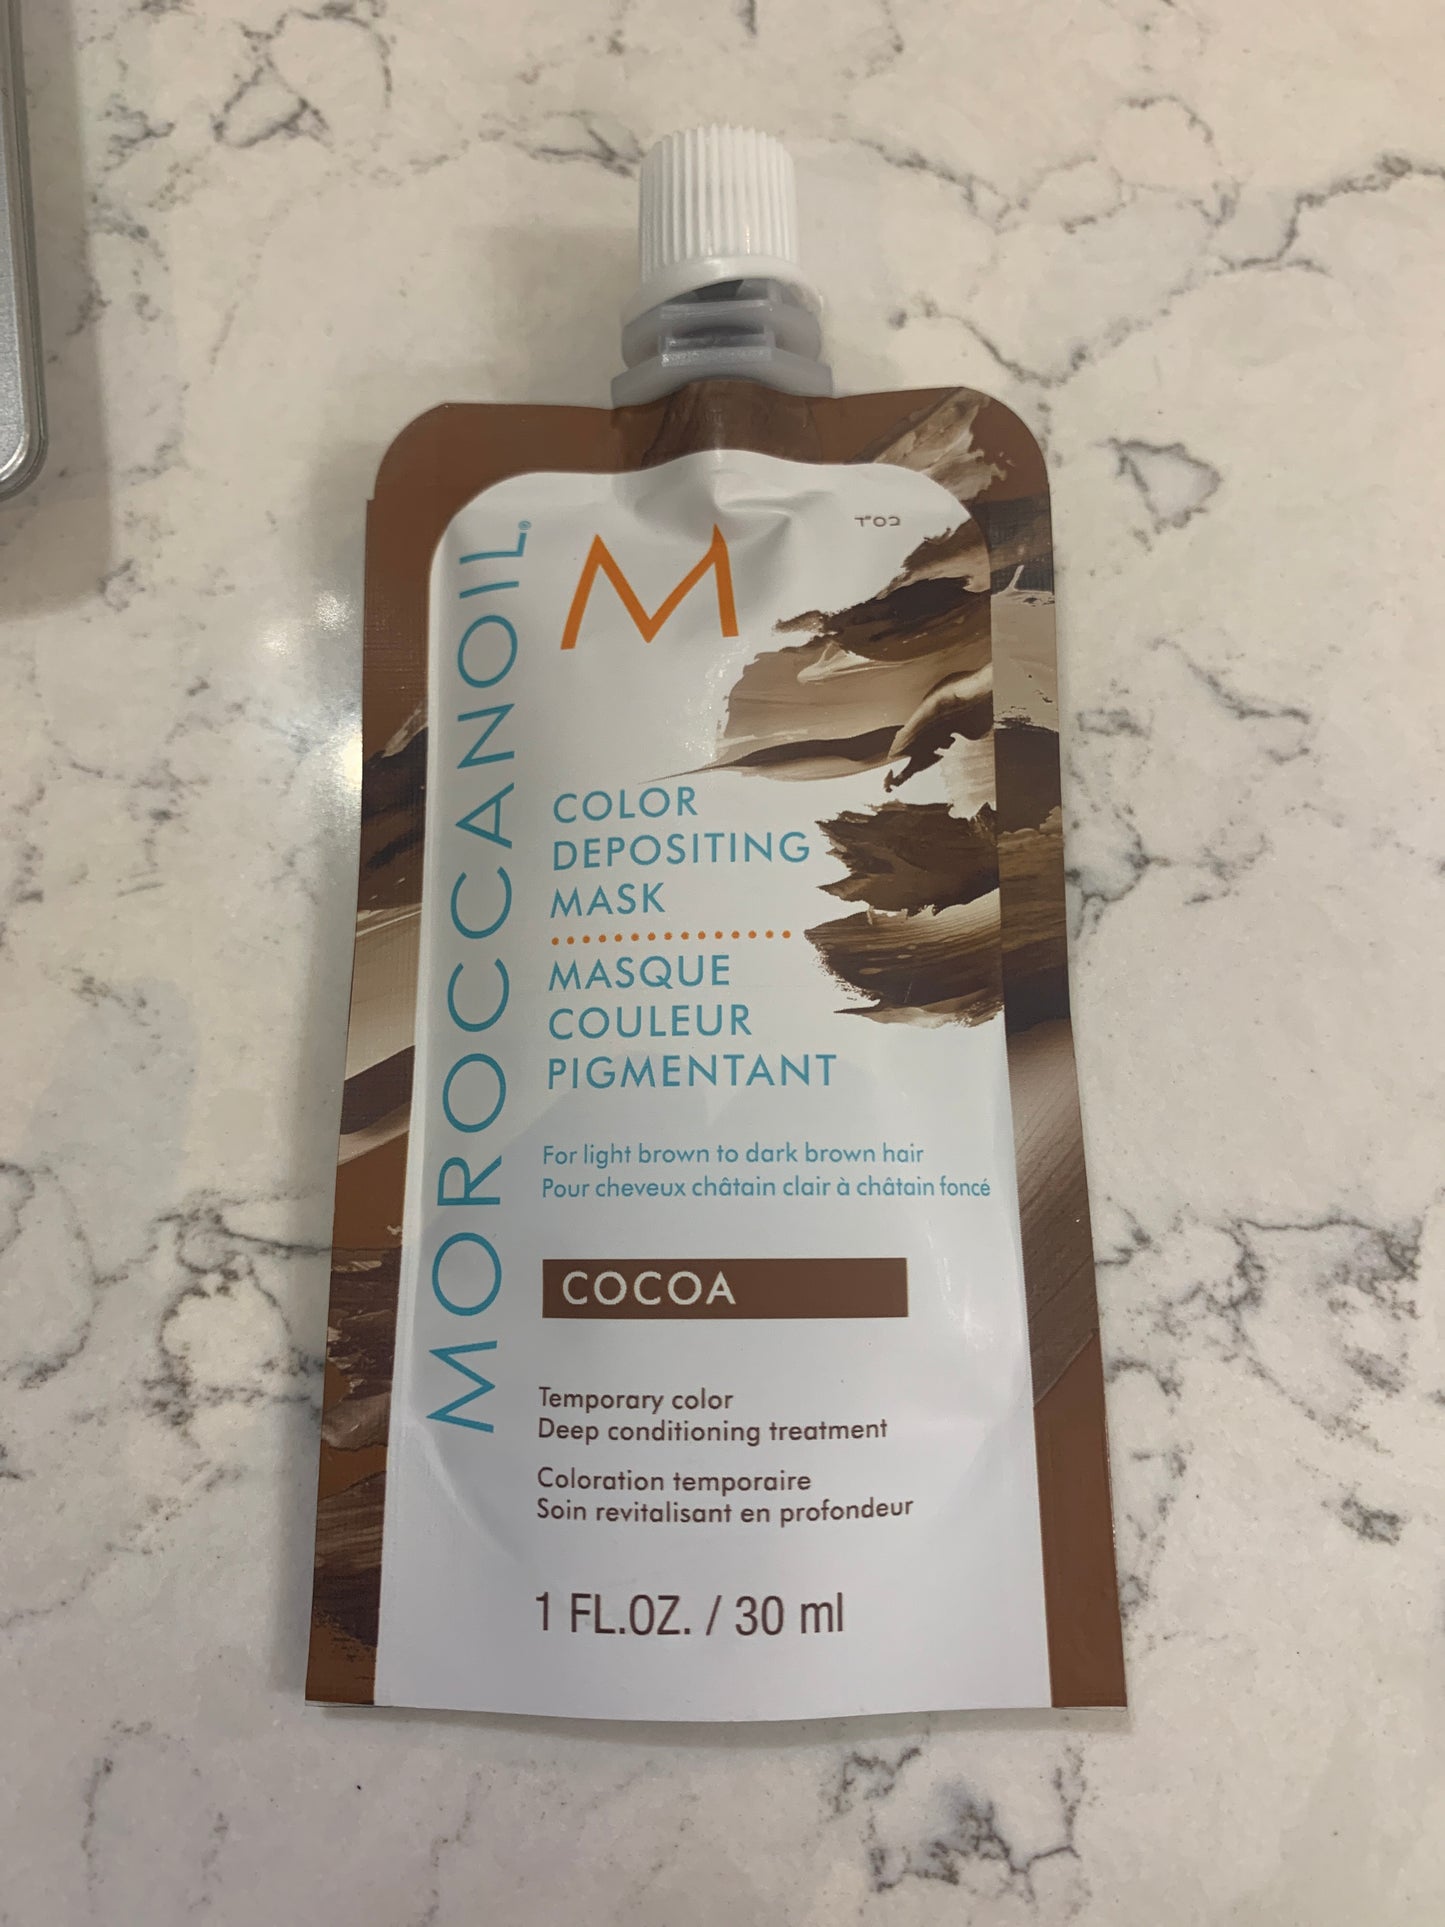 MOROCCANOIL®
M
כס"ד
COLOR
DEPOSITING
MASK
MASQUE
COULEUR
PIGMENTANT
For light brown to dark brown hair
Pour cheveux châtain clair à châtain foncé
COCOA
Temporary color
Deep conditioning treatment
Coloration temporaire
Soin revitalisant en profondeur
1 FL.OZ. / 30 ml